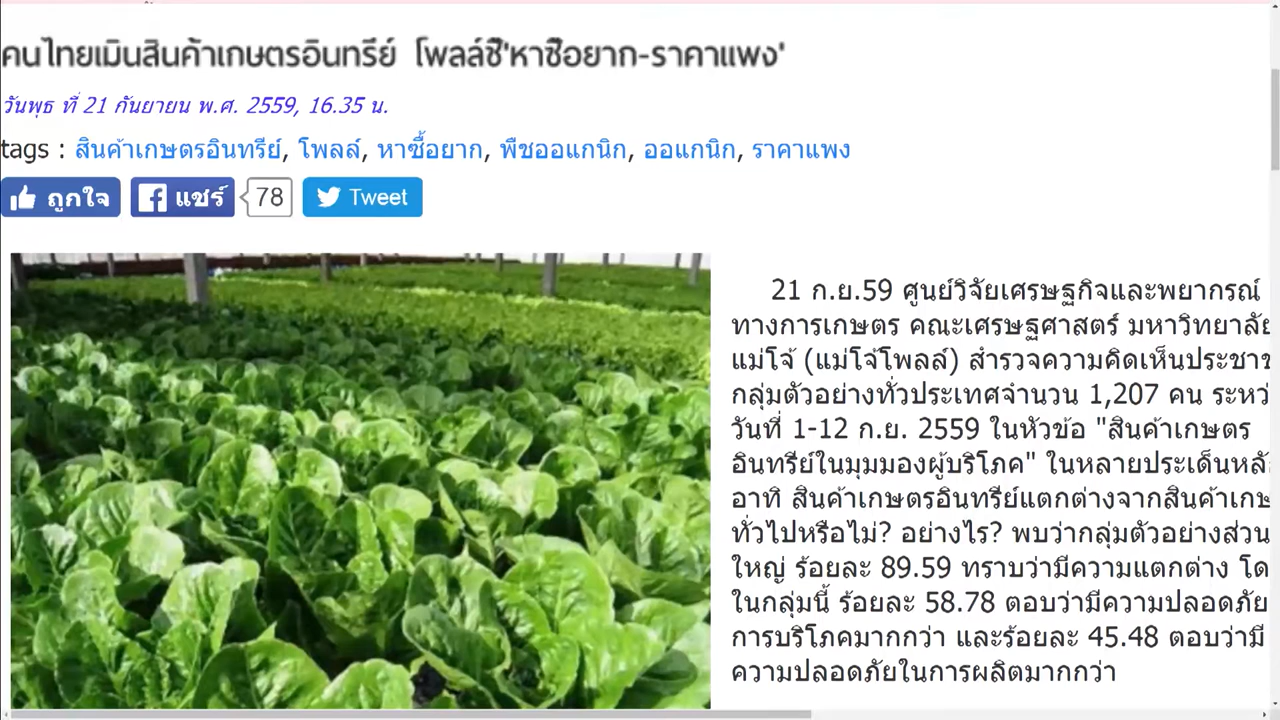 คนไทยเมินสินค้าเกษตรอินทรีย์ โพลล์ชี้'หาซื้อยาก-ราคาแพง'
วันพุธ ที่ 21 กันยายน พ.ศ. 2559, 16.35 น.
tags : สินค้าเกษตรอินทรีย์, โพลล์, หาซื้อยาก, พืชออแกนิก, ออแกนิก, ราคาแพง
ถูกใจ แชร์ 78 Tweet
21 ก.ย.59 ศูนย์วิจัยเศรษฐกิจและพยากรณ์
ทางการเกษตร คณะเศรษฐศาสตร์ มหาวิทยาลัย
แม่โจ้ (แม่โจ้โพลล์) สำรวจความคิดเห็นประชาช
กลุ่มตัวอย่างทั่วประเทศจำนวน 1,207 คน ระหว่
วันที่ 1-12 ก.ย. 2559 ในหัวข้อ "สินค้าเกษตร
อินทรีย์ในมุมมองผู้บริโภค" ในหลายประเด็นหลั
อาทิ สินค้าเกษตรอินทรีย์แตกต่างจากสินค้าเกษ
ทั่วไปหรือไม่? อย่างไร? พบว่ากลุ่มตัวอย่างส่วน
ใหญ่ ร้อยละ 89.59 ทราบว่ามีความแตกต่าง โด
ในกลุ่มนี้ ร้อยละ 58.78 ตอบว่ามีความปลอดภัย
การบริโภคมากกว่า และร้อยละ 45.48 ตอบว่ามี
ความปลอดภัยในการผลิตมากกว่า